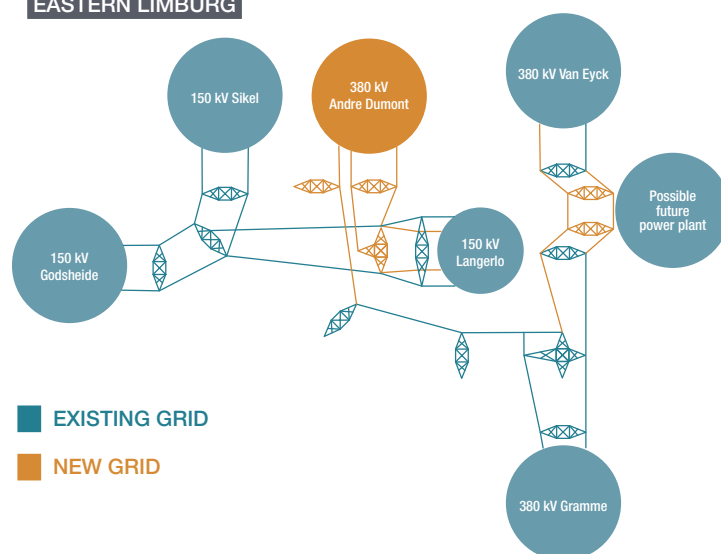 EASTERN LIMBURG
150 kV Sikel
380 kV
Andre Dumont
380 kV Van Eyck
Possible
future
power plant
150 kV
Godsheide
150 kV
Langerlo
EXISTING GRID
NEW GRID
380 kV Gramme